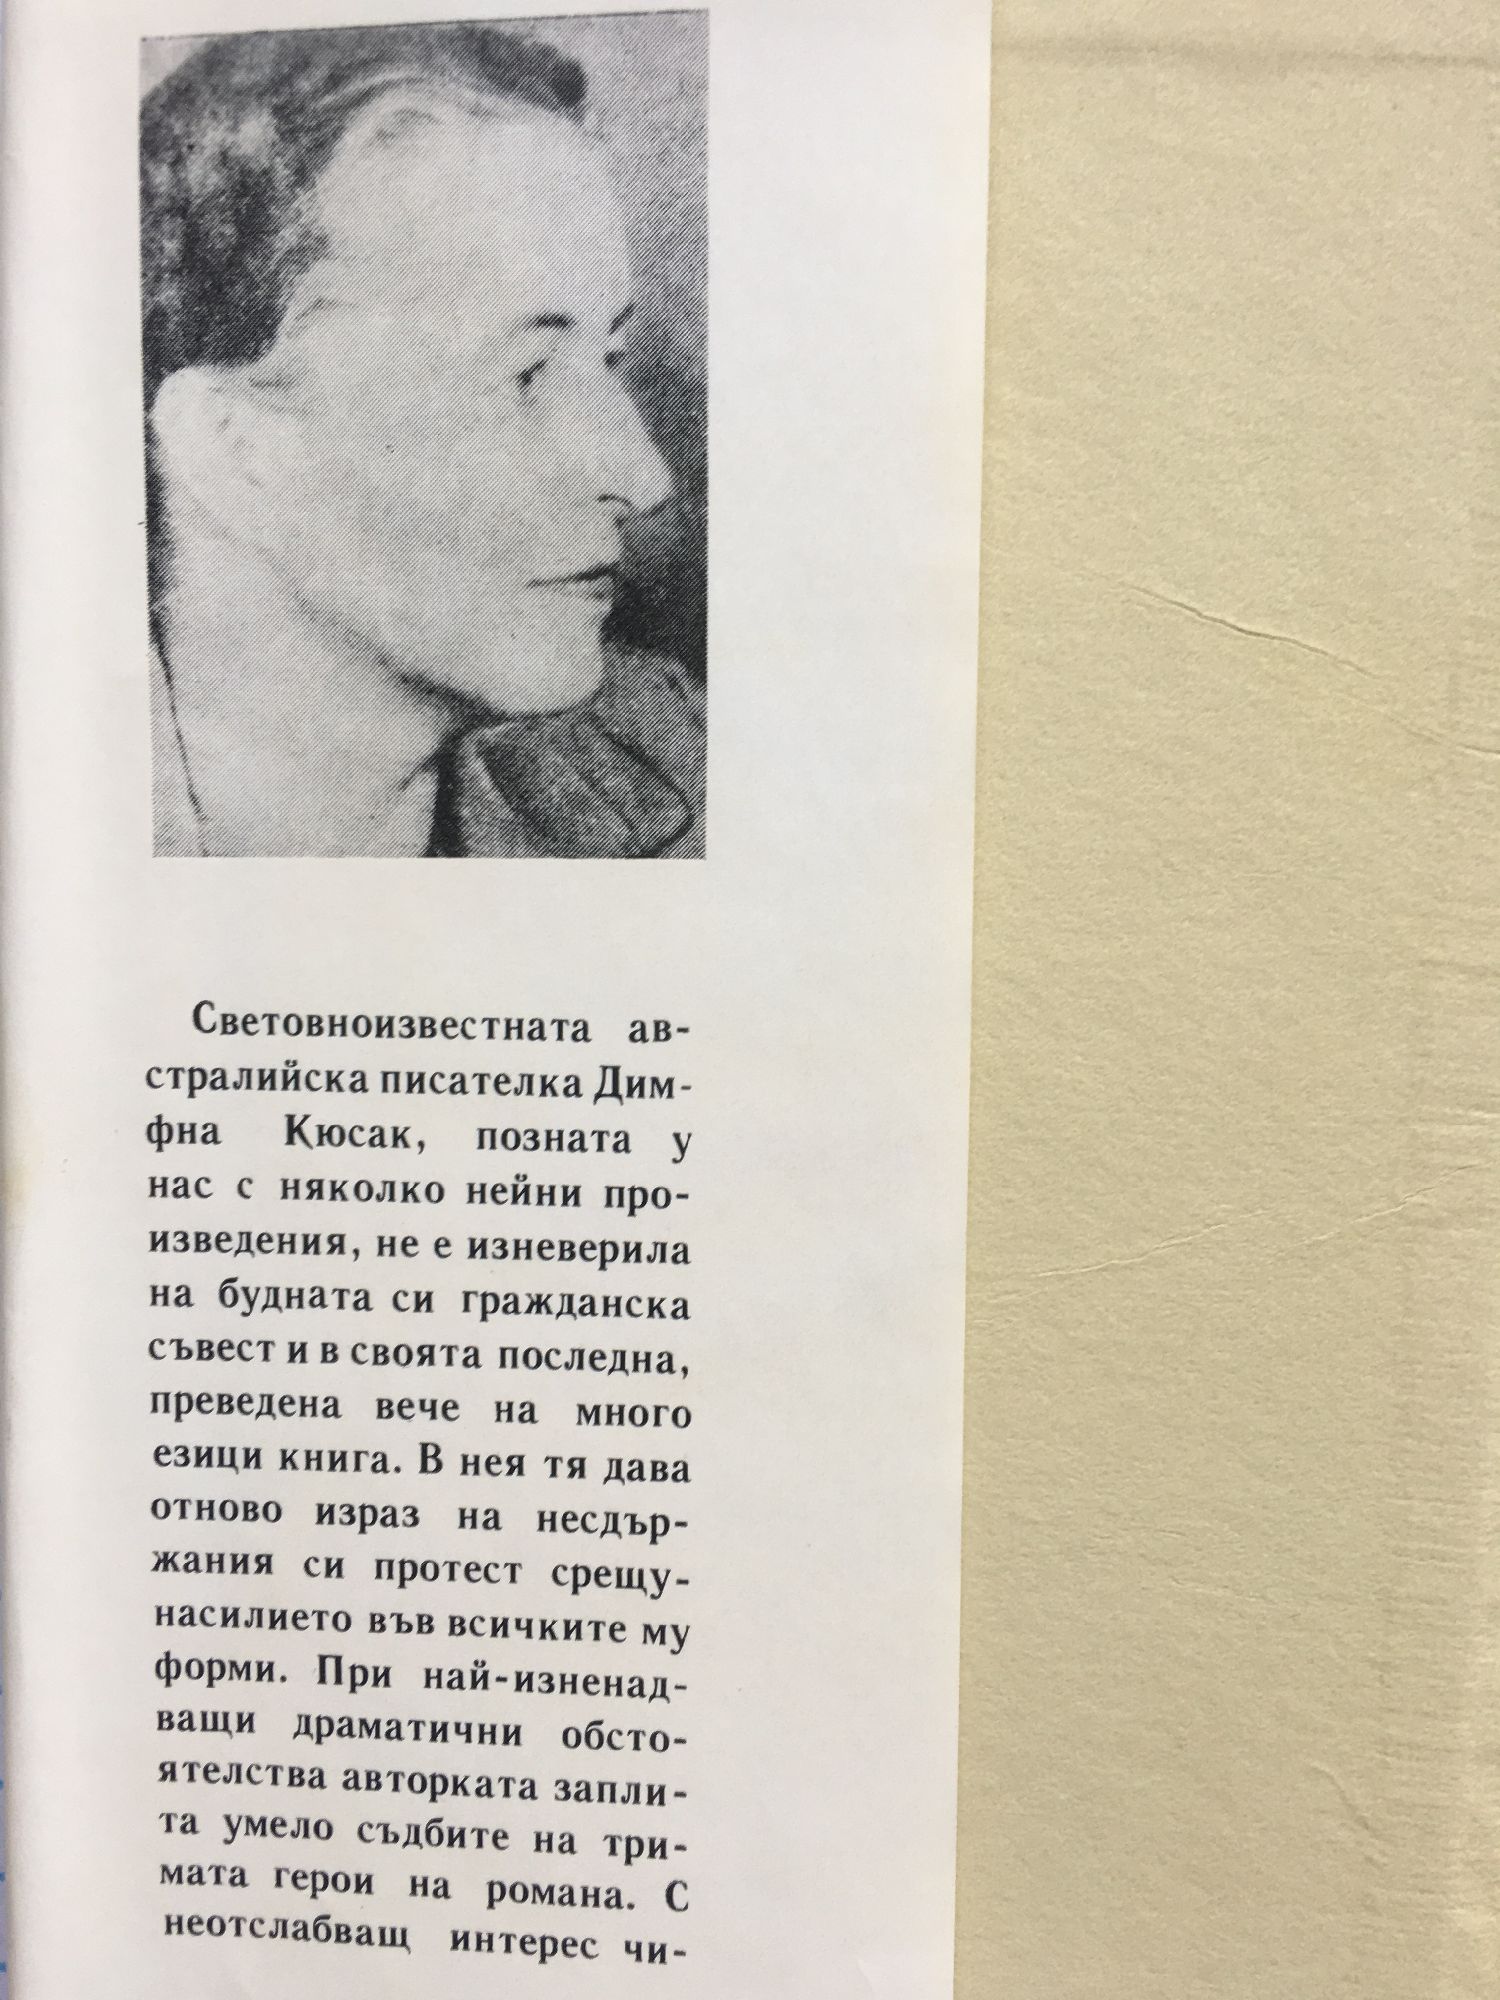 Световноизвестната ав-
стралийска писателка Дим-
фна Кюсак, позната у
нас с няколко нейни про-
изведения, не е изневерила
на будната си гражданска
съвест и в своята последна,
преведена вече на много
езици книга. В нея тя дава
отново израз на несдър-
жания си протест срещу-
насилието във всичките му
форми. При най-изненад-
ващи драматични обсто-
ятелства авторката запли-
та умело съдбите на три-
мата герои на романа. С
неотслабващ интерес чи-